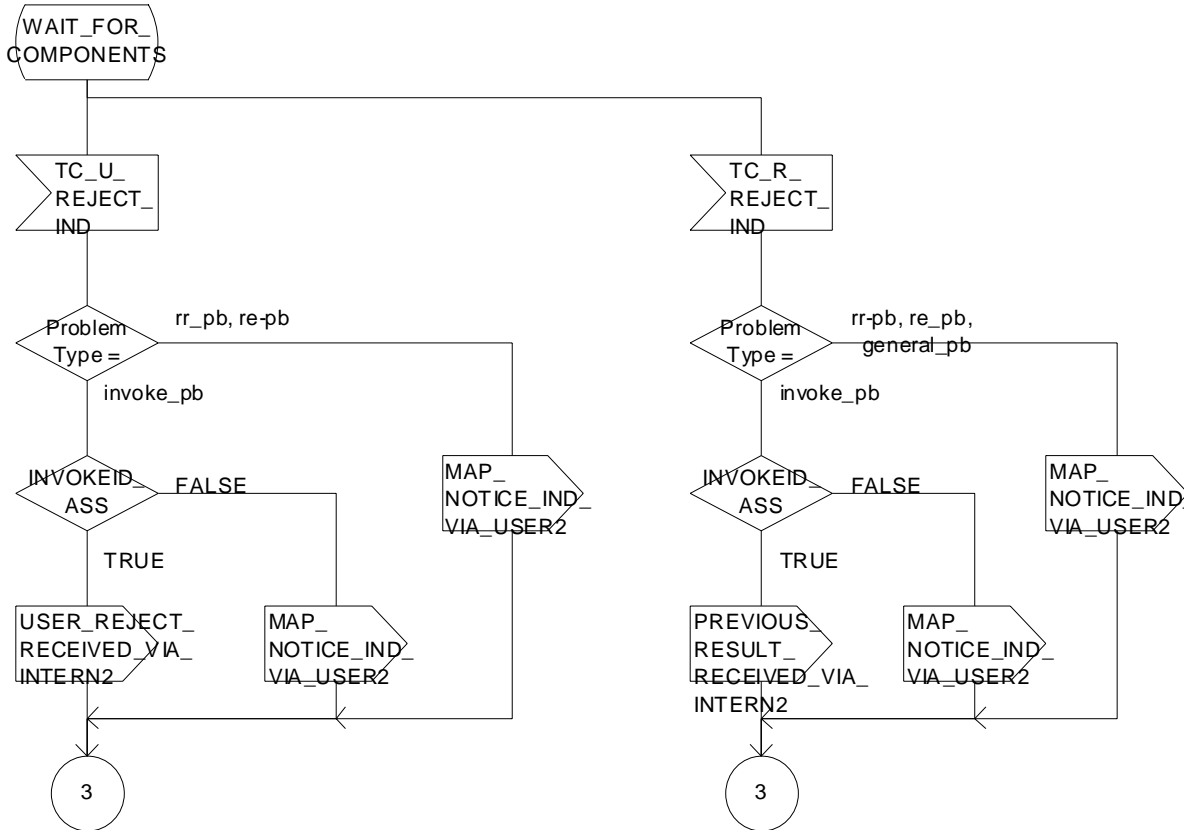 WAIT_FOR_
COMPONENTS
TC_U_
REJECT_
IND
TC_R_
REJECT_
IND
Problem
Type =
rr_pb, re-pb
invoke_pb
Problem
Type =
rr-pb, re_pb,
general_pb
invoke_pb
INVOKEID_
ASS
FALSE
TRUE
MAP_
NOTICE_IND_
VIA_USER2
INVOKEID_
ASS
FALSE
TRUE
MAP_
NOTICE_IND_
VIA_USER2
USER_REJECT_
RECEIVED_VIA_
INTERN2
MAP_
NOTICE_IND_
VIA_USER2
PREVIOUS_
RESULT_
RECEIVED_VIA_
INTERN2
MAP_
NOTICE_IND_
VIA_USER2
3
3